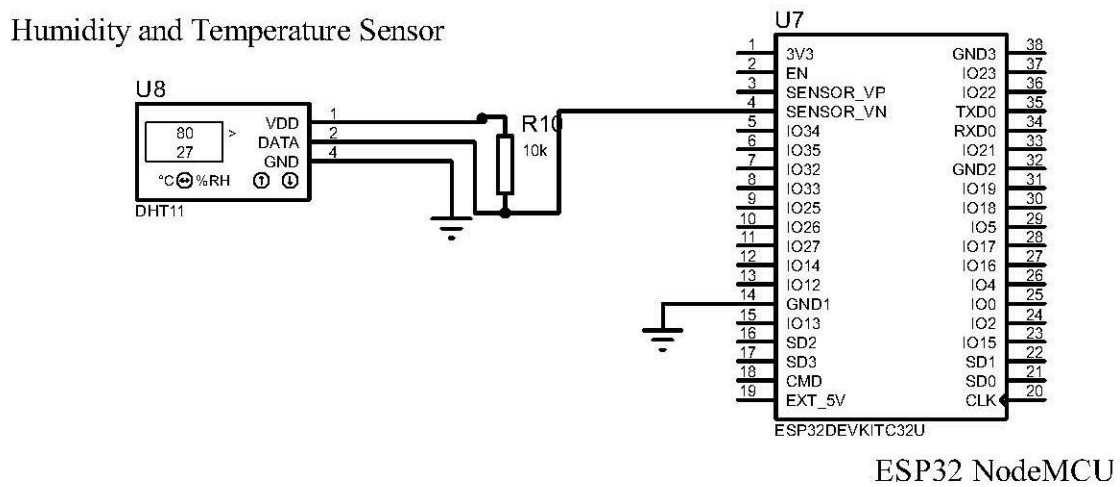 Humidity and Temperature Sensor
U8
80
27
>
°C %RH
VDD 1
DATA 2
GND 4
DHT11
R10
10k
U7
1 3V3 GND3 38
2 EN IO23 37
3 SENSOR_VP IO22 36
4 SENSOR_VN TXD0 35
5 IO34 RXD0 34
6 IO35 IO21 33
7 IO32 GND2 32
8 IO33 IO19 31
9 IO25 IO18 30
10 IO26 IO5 29
11 IO27 IO17 28
12 IO14 IO16 27
13 IO12 IO4 26
14 GND1 IO0 25
15 IO13 IO2 24
16 SD2 IO15 23
17 SD3 SD1 22
18 CMD SD0 21
19 EXT_5V CLK 20
ESP32DEVKITC32U
ESP32 NodeMCU